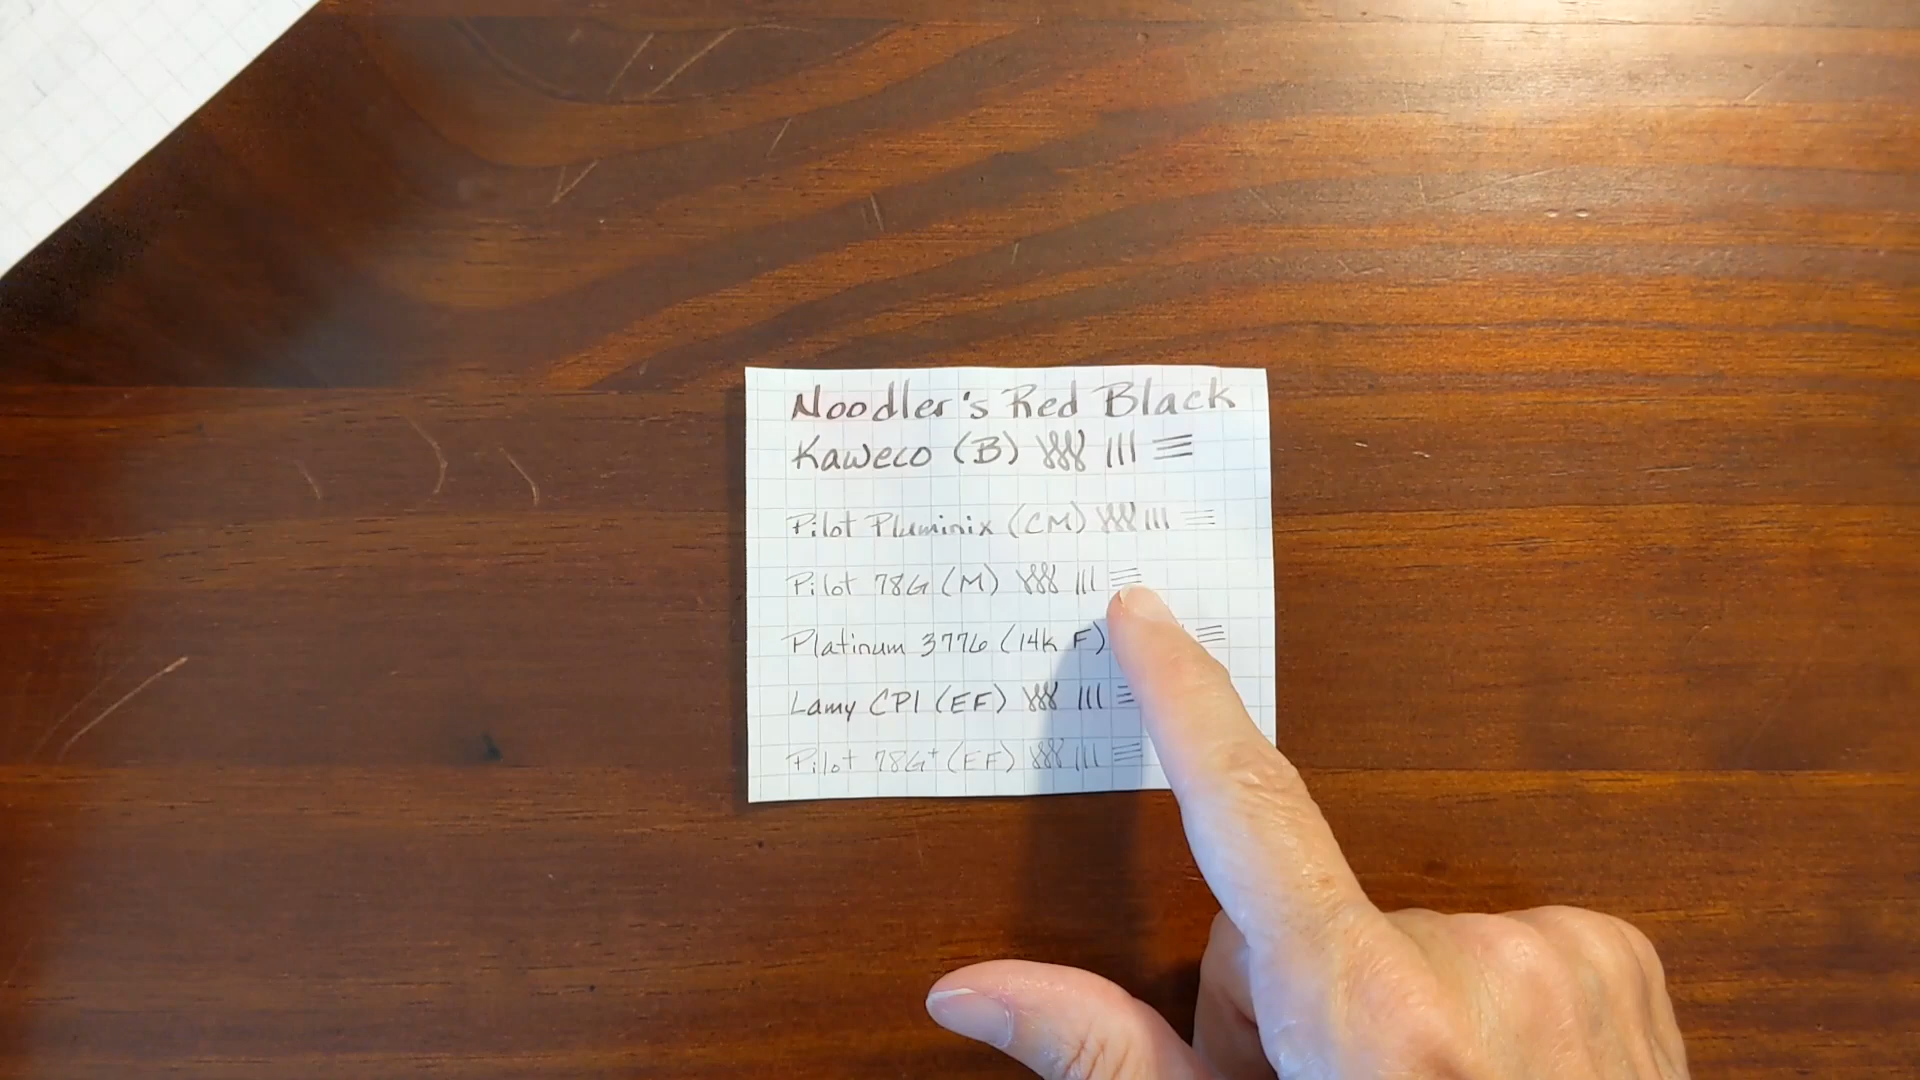 Noodler's Red Black
Kaweco (B)
Pilot Pluminix (CM)
Pilot 78G (M)
Platinum 3776 (14k F)
Lamy CP1 (EF)
Pilot 78G+ (EF)